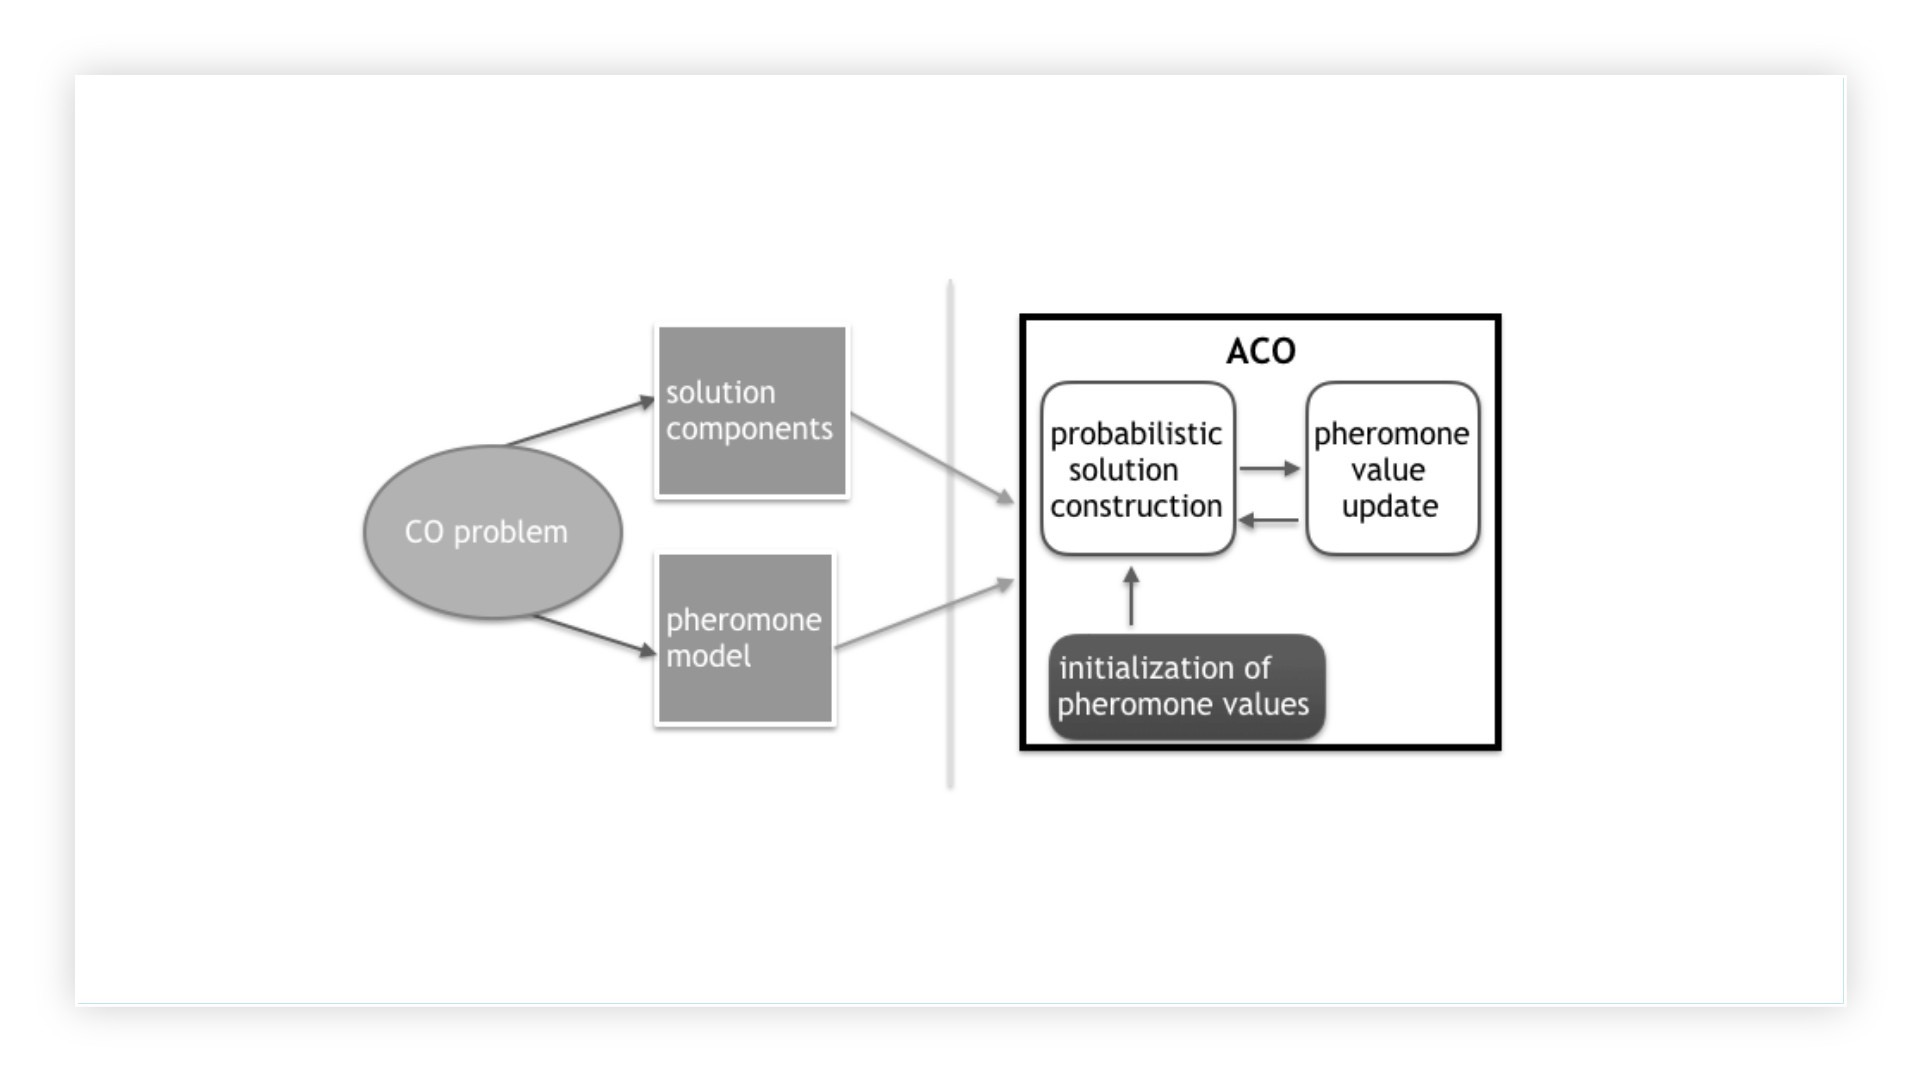 CO problem
solution
components
pheromone
model
ACO
probabilistic
solution
construction
pheromone
value
update
initialization of
pheromone values